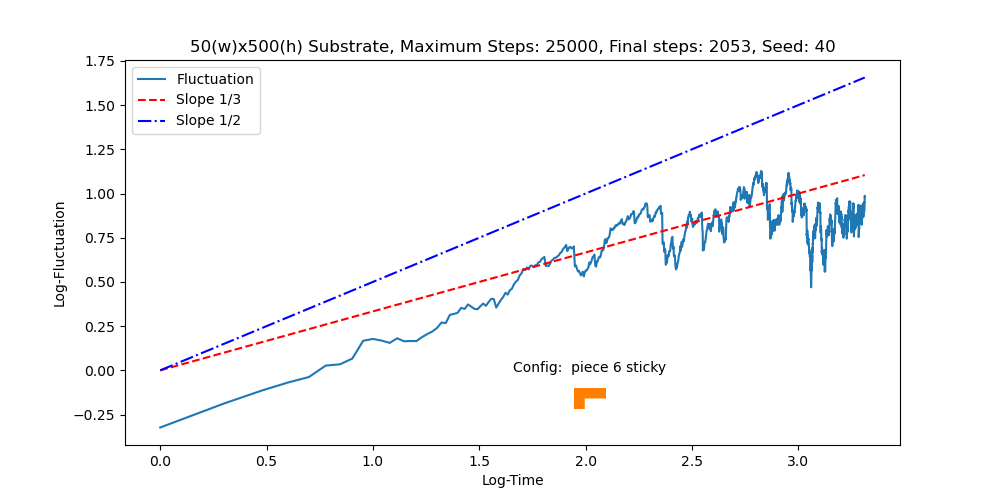 50(w)x500(h) Substrate, Maximum Steps: 25000, Final steps: 2053, Seed: 40
Fluctuation
Slope 1/3
Slope 1/2
Log-Fluctuation
1.75
1.50
1.25
1.00
0.75
0.50
0.25
0.00
−0.25
Config:  piece 6 sticky
0.0 0.5 1.0 1.5 2.0 2.5 3.0
Log-Time